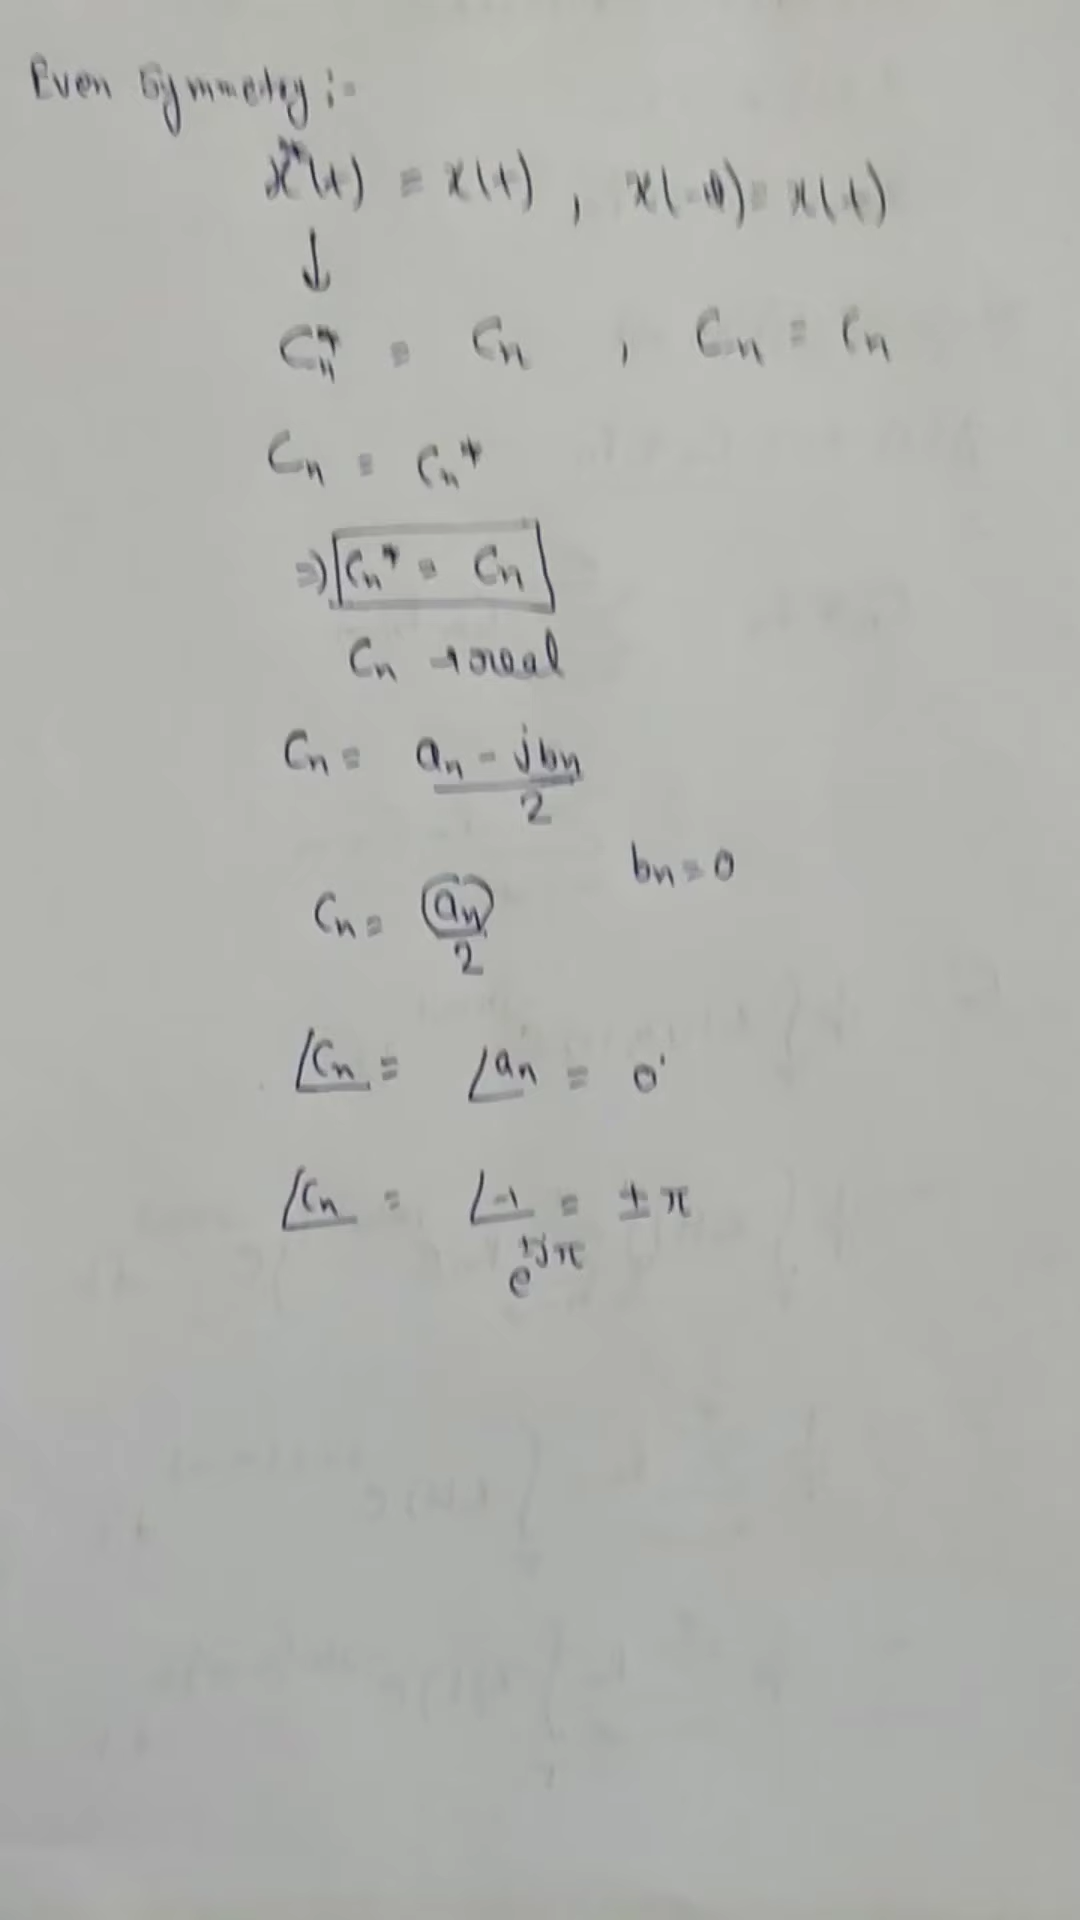 Even Symmetry :-
x*(t) = x(t) , x(-t) = x(t)
↓
Cn* = Cn , Cn = Cn
Cn = Cn*
⇒ Cn* = Cn
Cn → real
Cn = (an - jbn)/2
bn = 0
Cn = an/2
∠Cn = ∠an = 0°
∠Cn = ∠-1 = ± π
e^±jπ